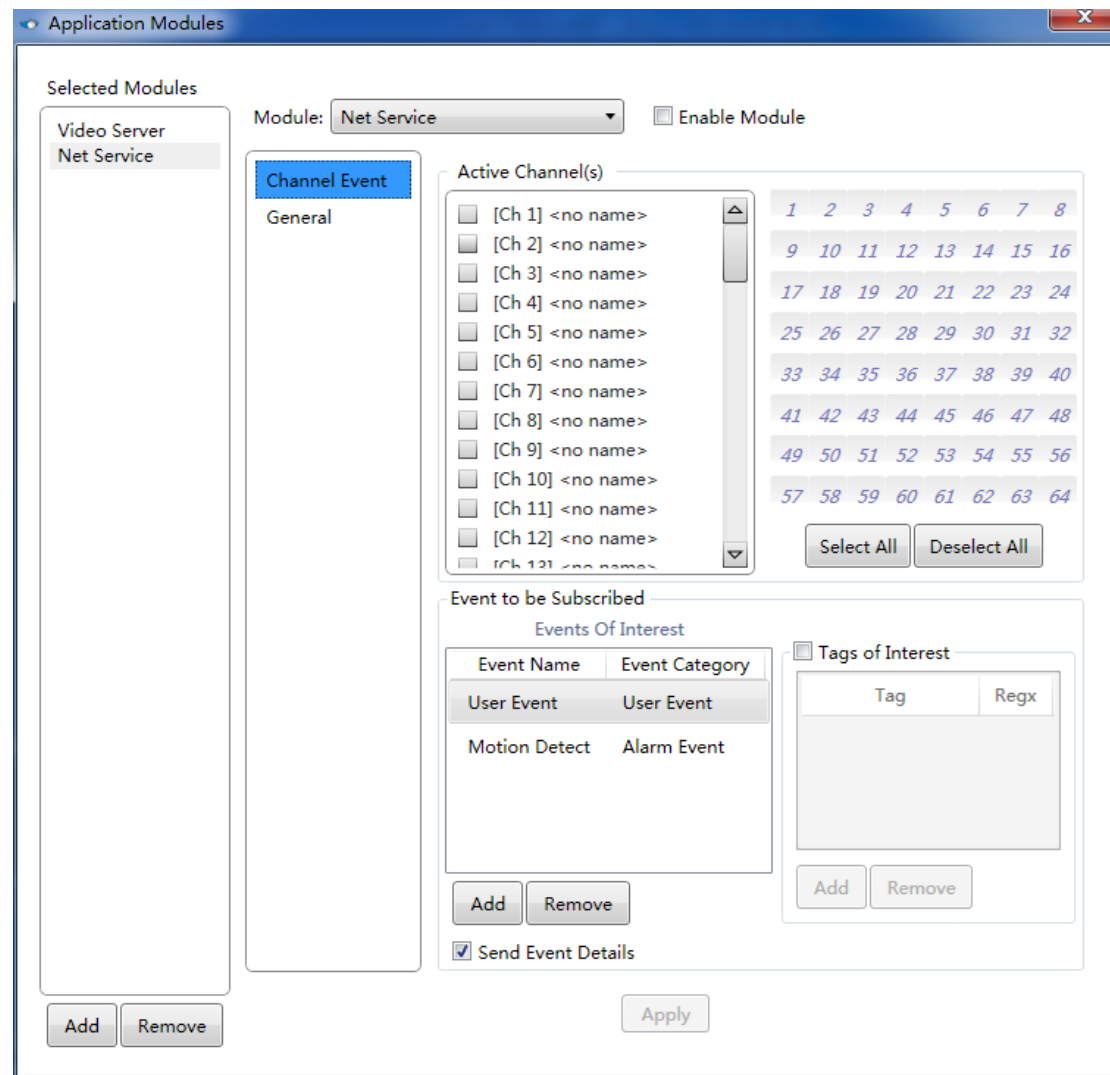 Application Modules
Selected Modules
Video Server
Net Service
Module: Net Service
Enable Module
Channel Event
General
Active Channel(s)
[Ch 1] <no name>
[Ch 2] <no name>
[Ch 3] <no name>
[Ch 4] <no name>
[Ch 5] <no name>
[Ch 6] <no name>
[Ch 7] <no name>
[Ch 8] <no name>
[Ch 9] <no name>
[Ch 10] <no name>
[Ch 11] <no name>
[Ch 12] <no name>
[Ch 13] <no name>
1 2 3 4 5 6 7 8
9 10 11 12 13 14 15 16
17 18 19 20 21 22 23 24
25 26 27 28 29 30 31 32
33 34 35 36 37 38 39 40
41 42 43 44 45 46 47 48
49 50 51 52 53 54 55 56
57 58 59 60 61 62 63 64
Select All Deselect All
Event to be Subscribed
Events Of Interest
Event Name Event Category
User Event User Event
Motion Detect Alarm Event
Add Remove
Send Event Details
Tags of Interest
Tag Regx
Add Remove
Apply
Add Remove